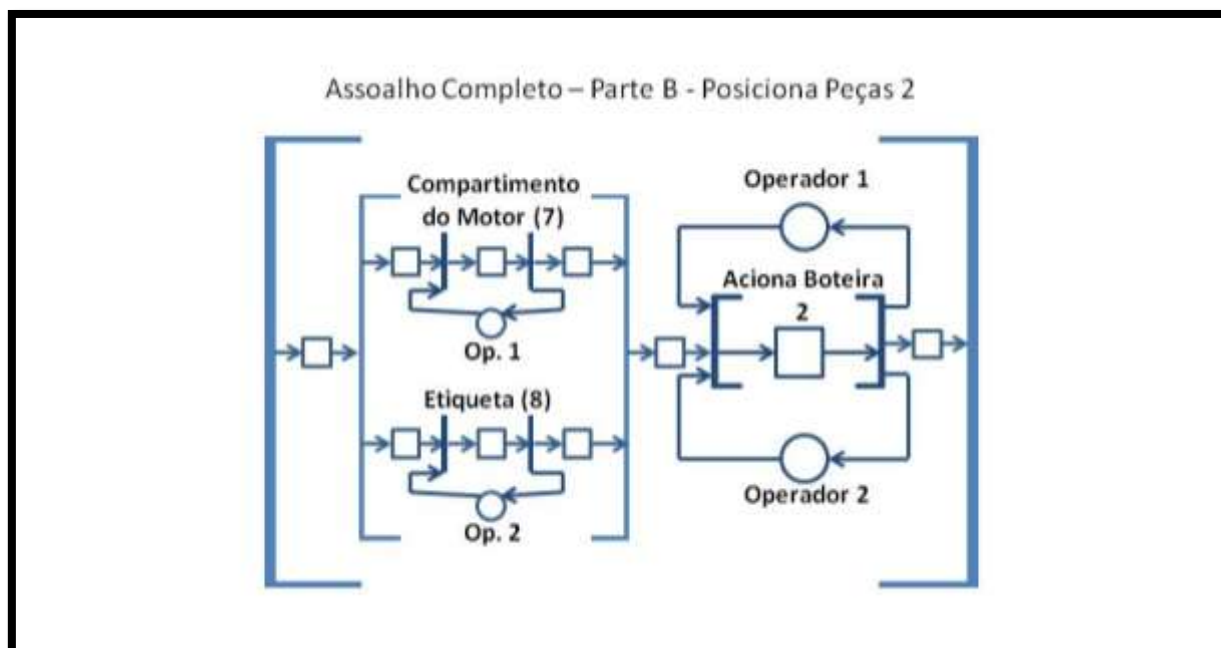 Assoalho Completo – Parte B - Posiciona Peças 2
Compartimento
do Motor (7)
Op. 1
Etiqueta (8)
Op. 2
Operador 1
Aciona Boteira
2
Operador 2